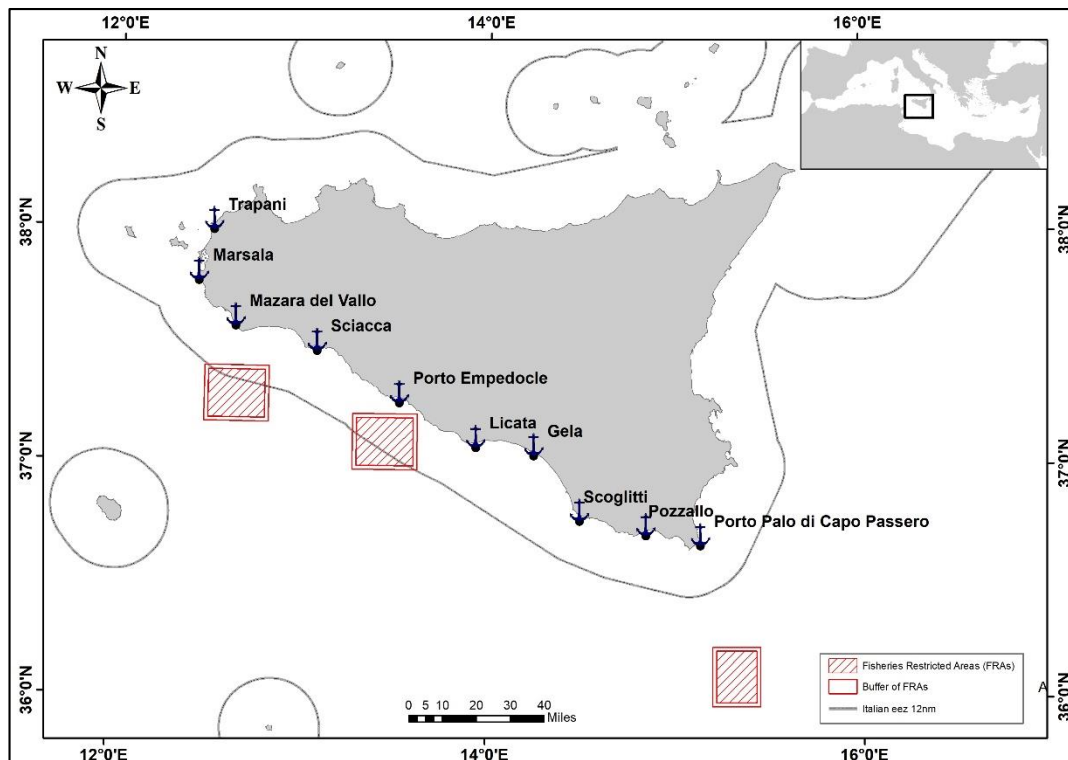 12°0'E 14°0'E 16°0'E
N
W E
S
38°0'N 38°0'N
Trapani
Marsala
Mazara del Vallo
Sciacca
Porto Empedocle
Licata
Gela
37°0'N 37°0'N
Scoglitti
Pozzallo
Porto Palo di Capo Passero
Fisheries Restricted Areas (FRAs)
Buffer of FRAs
A
Italian eez 12nm
36°0'N 36°0'N
0 5 10 20 30 40
Miles
12°0'E 14°0'E 16°0'E